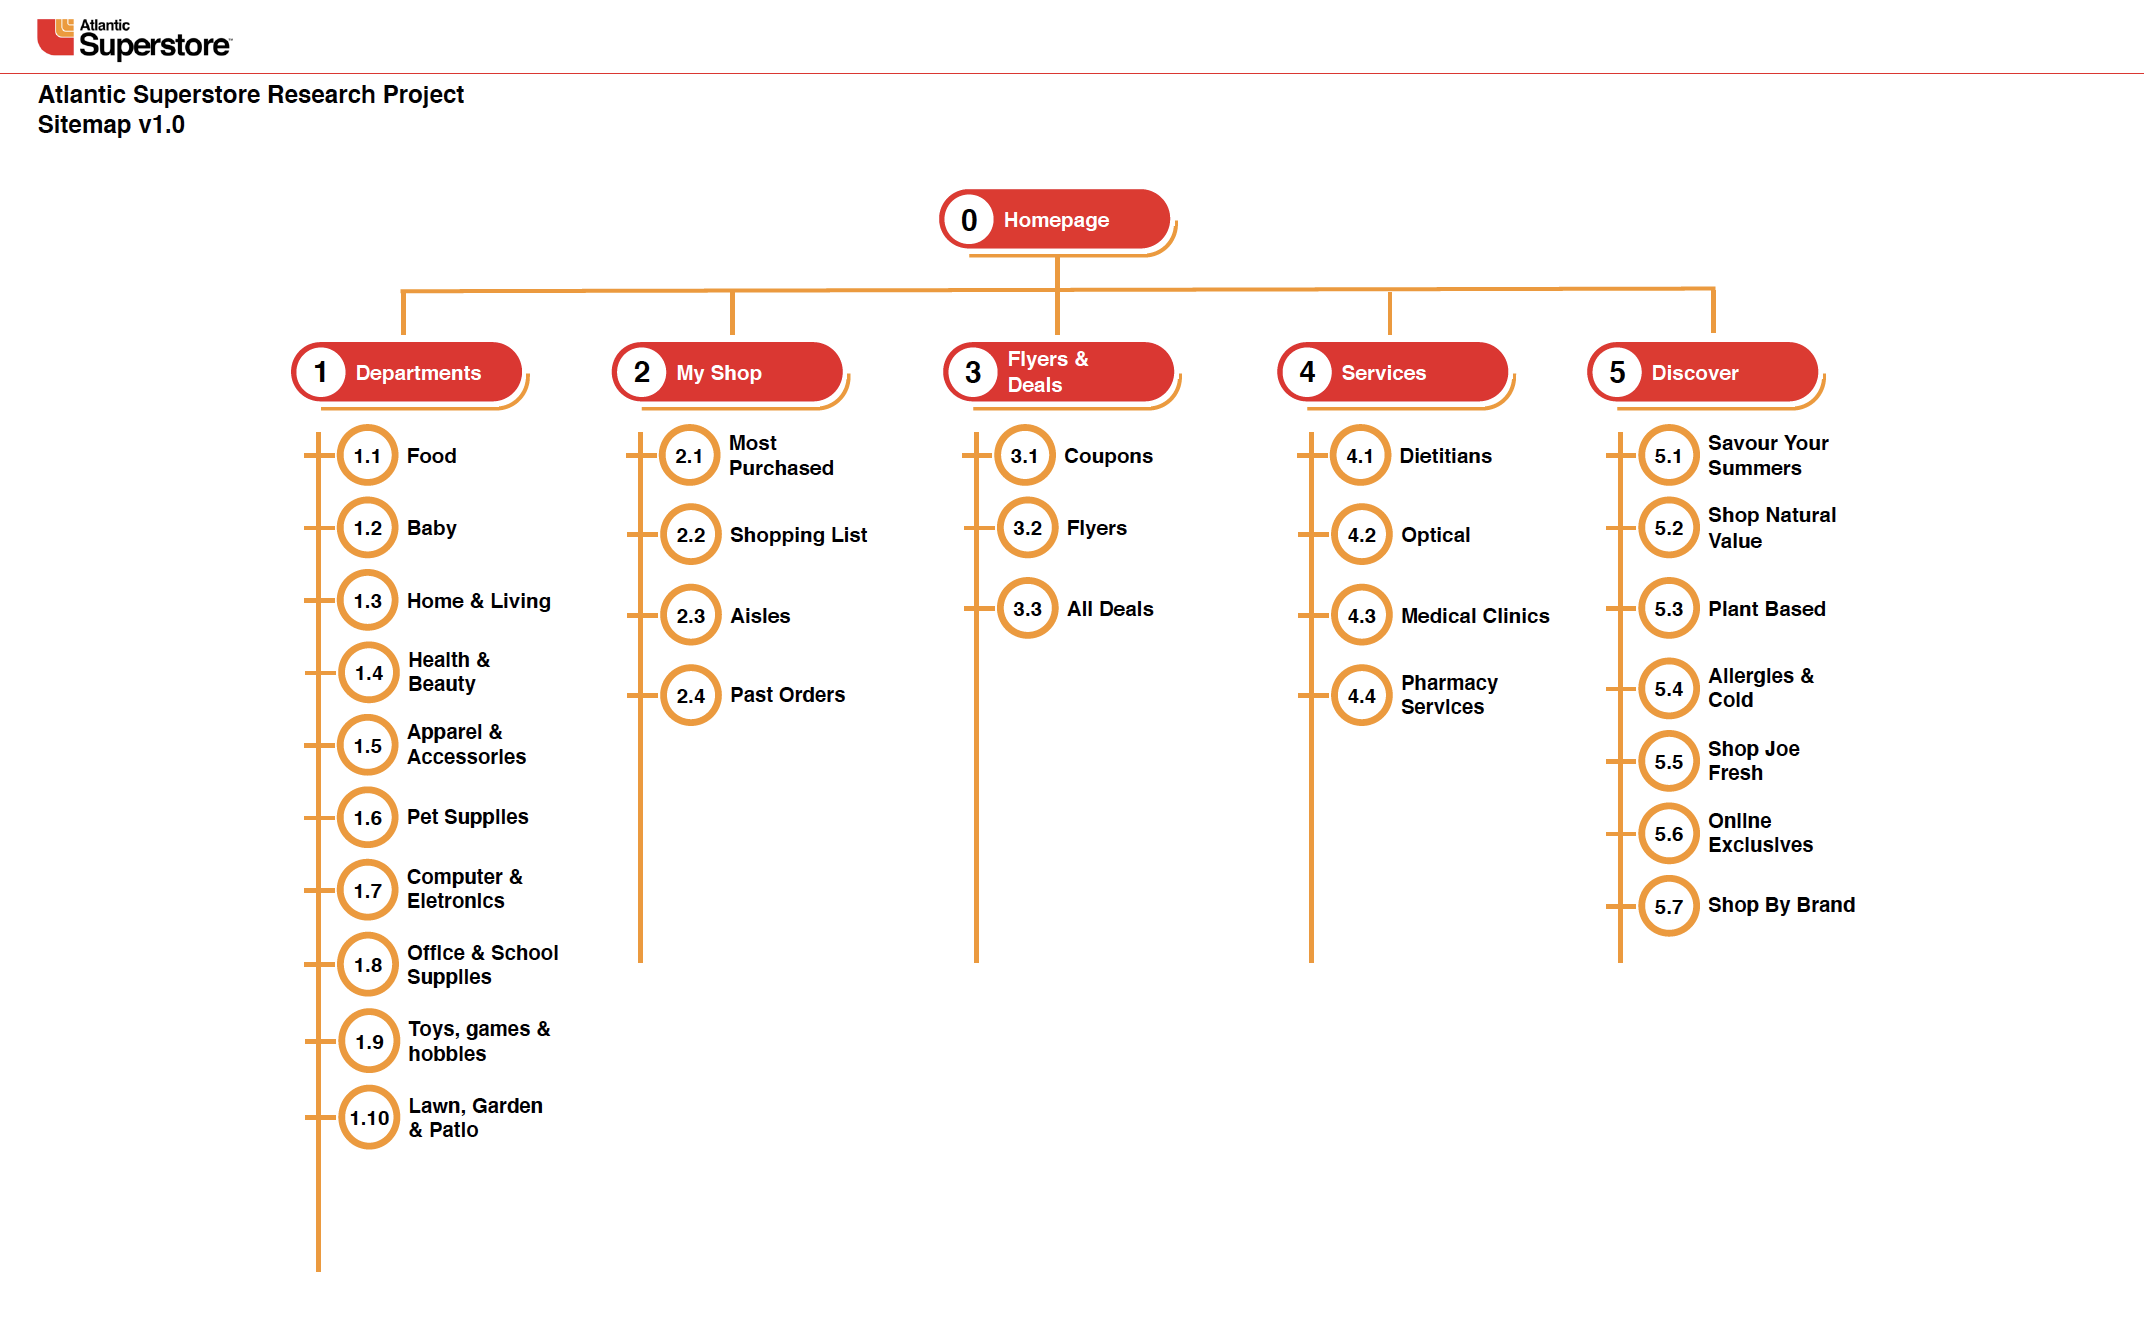 Atlantic
Superstore™
Atlantic Superstore Research Project
Sitemap v1.0
0 Homepage
1 Departments
1.1 Food
1.2 Baby
1.3 Home & Living
1.4 Health &
Beauty
1.5 Apparel &
Accessories
1.6 Pet Supplies
1.7 Computer &
Eletronics
1.8 Office & School
Supplies
1.9 Toys, games &
hobbies
1.10 Lawn, Garden
& Patio
2 My Shop
2.1 Most
Purchased
2.2 Shopping List
2.3 Aisles
2.4 Past Orders
3 Flyers &
Deals
3.1 Coupons
3.2 Flyers
3.3 All Deals
4 Services
4.1 Dietitians
4.2 Optical
4.3 Medical Clinics
4.4 Pharmacy
Services
5 Discover
5.1 Savour Your
Summers
5.2 Shop Natural
Value
5.3 Plant Based
5.4 Allergies &
Cold
5.5 Shop Joe
Fresh
5.6 Online
Exclusives
5.7 Shop By Brand